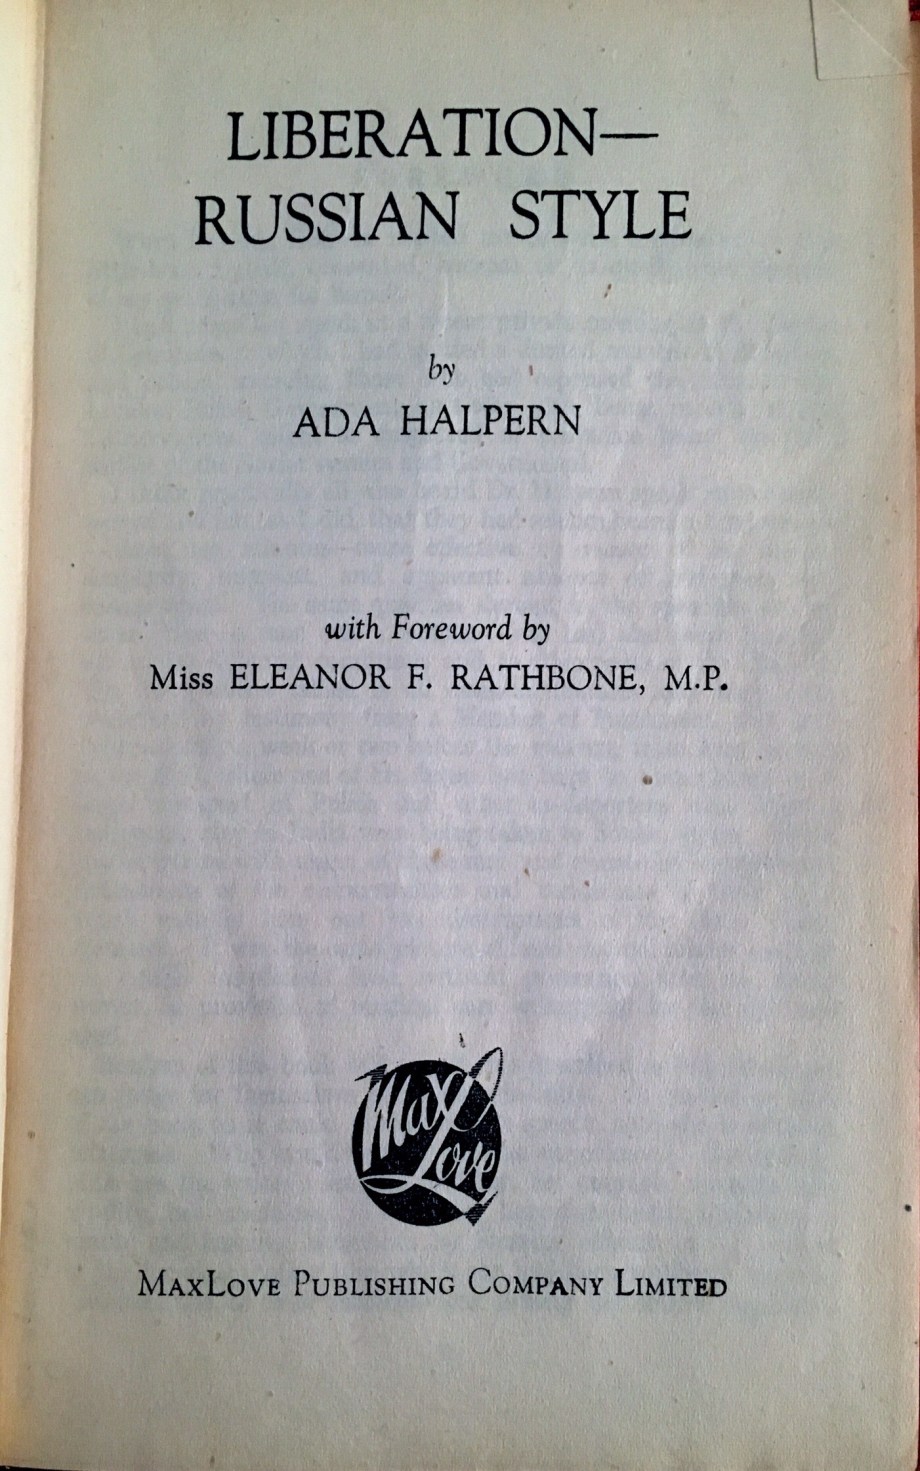 LIBERATION—
RUSSIAN STYLE
by
ADA HALPERN
with Foreword by
Miss ELEANOR F. RATHBONE, M.P.
Max
Love
MAXLOVE PUBLISHING COMPANY LIMITED